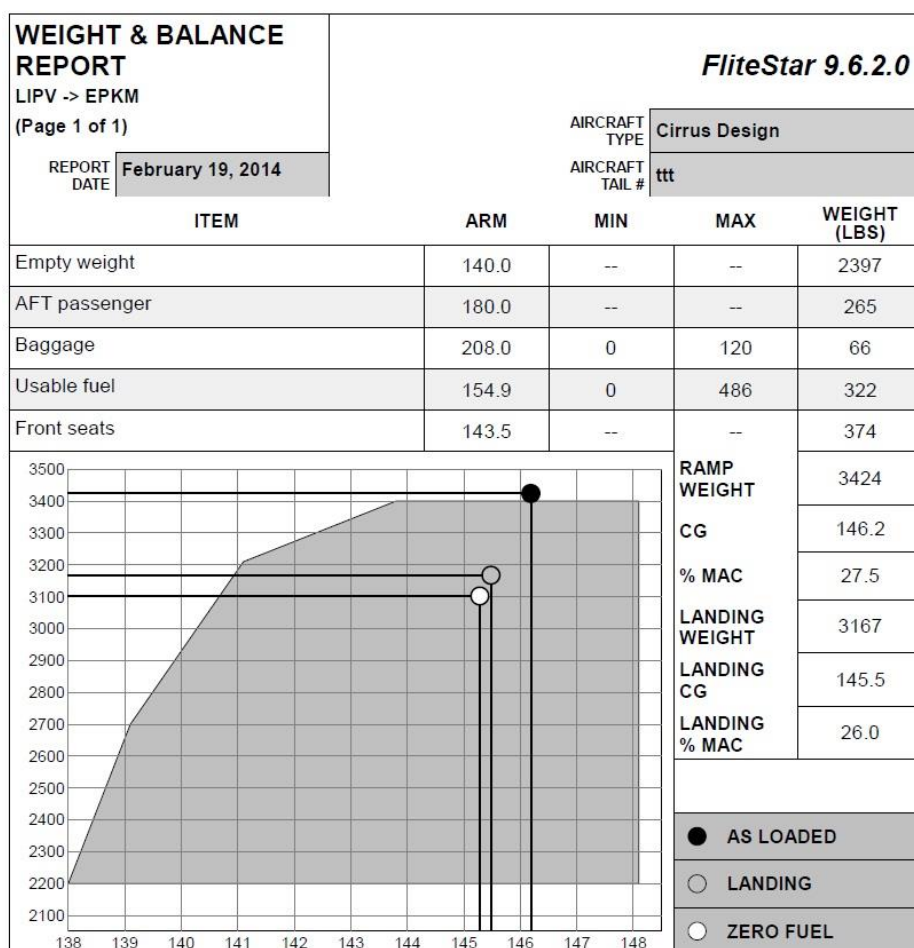 WEIGHT & BALANCE
REPORT
LIPV -> EPKM
(Page 1 of 1)
REPORT
DATE
February 19, 2014
FliteStar 9.6.2.0
AIRCRAFT
TYPE
Cirrus Design
AIRCRAFT
TAIL #
ttt
ITEM ARM MIN MAX WEIGHT
(LBS)
Empty weight 140.0 -- -- 2397
AFT passenger 180.0 -- -- 265
Baggage 208.0 0 120 66
Usable fuel 154.9 0 486 322
Front seats 143.5 -- -- 374
3500
3400
3300
3200
3100
3000
2900
2800
2700
2600
2500
2400
2300
2200
2100
138 139 140 141 142 143 144 145 146 147 148
RAMP
WEIGHT
3424
CG 146.2
% MAC 27.5
LANDING
WEIGHT
3167
LANDING
CG
145.5
LANDING
% MAC
26.0
AS LOADED
LANDING
ZERO FUEL